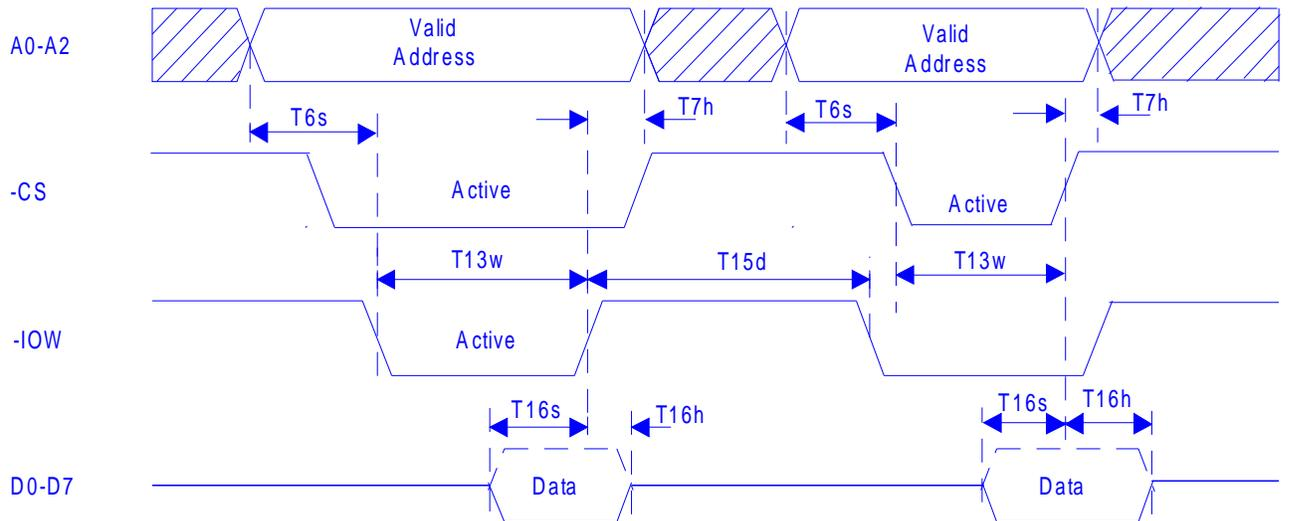 A0-A2
Valid
Address
Valid
Address
T6s
T7h
T6s
T7h
-CS
Active
Active
T13w
T15d
T13w
-IOW
Active
T16s
T16h
T16s
T16h
D0-D7
Data
Data